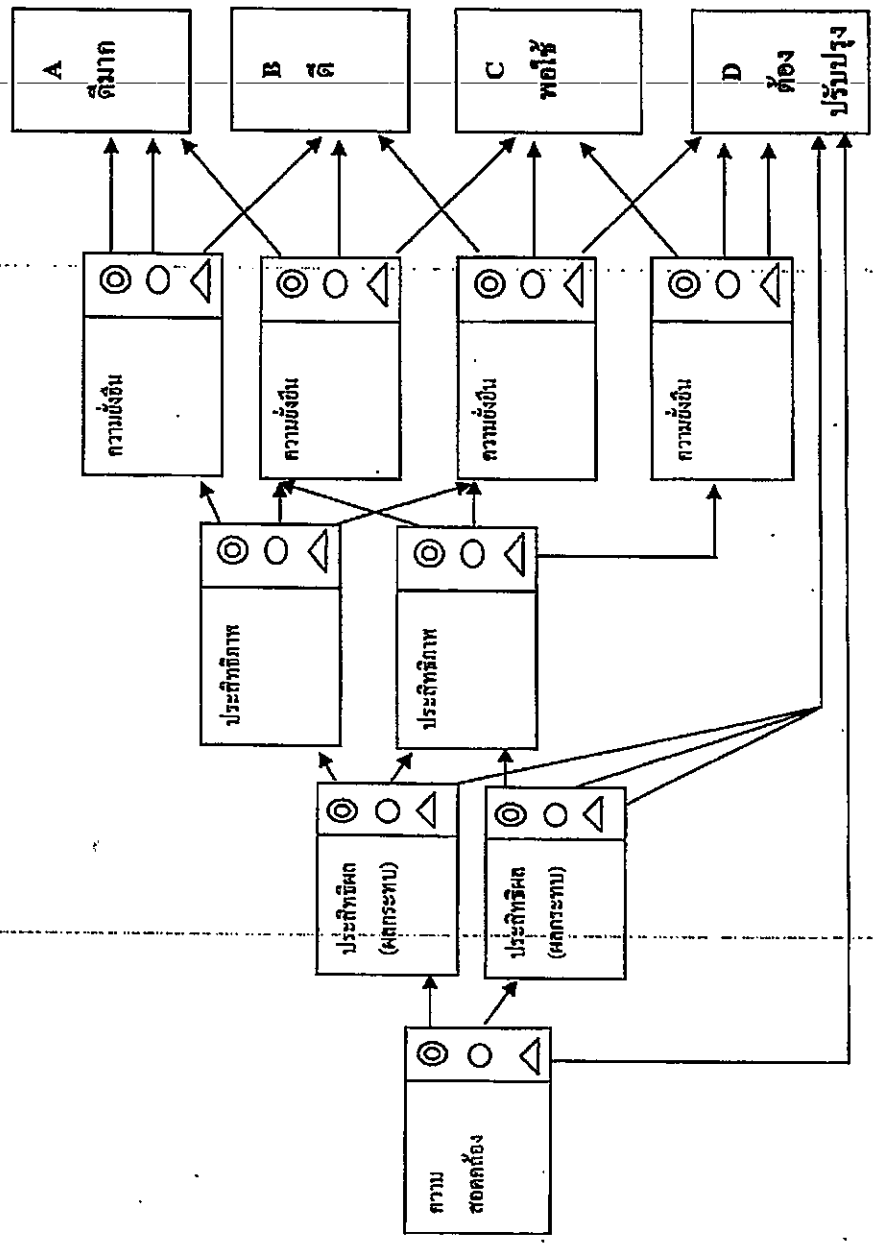 ความ
สอดคล้อง
ประสิทธิผล
(ผลกระทบ)
ประสิทธิผล
(ผลกระทบ)
ประสิทธิภาพ
ประสิทธิภาพ
ความยั่งยืน
ความยั่งยืน
ความยั่งยืน
ความยั่งยืน
A
ดีมาก
B
ดี
C
พอใช้
D
ต้อง
ปรับปรุง